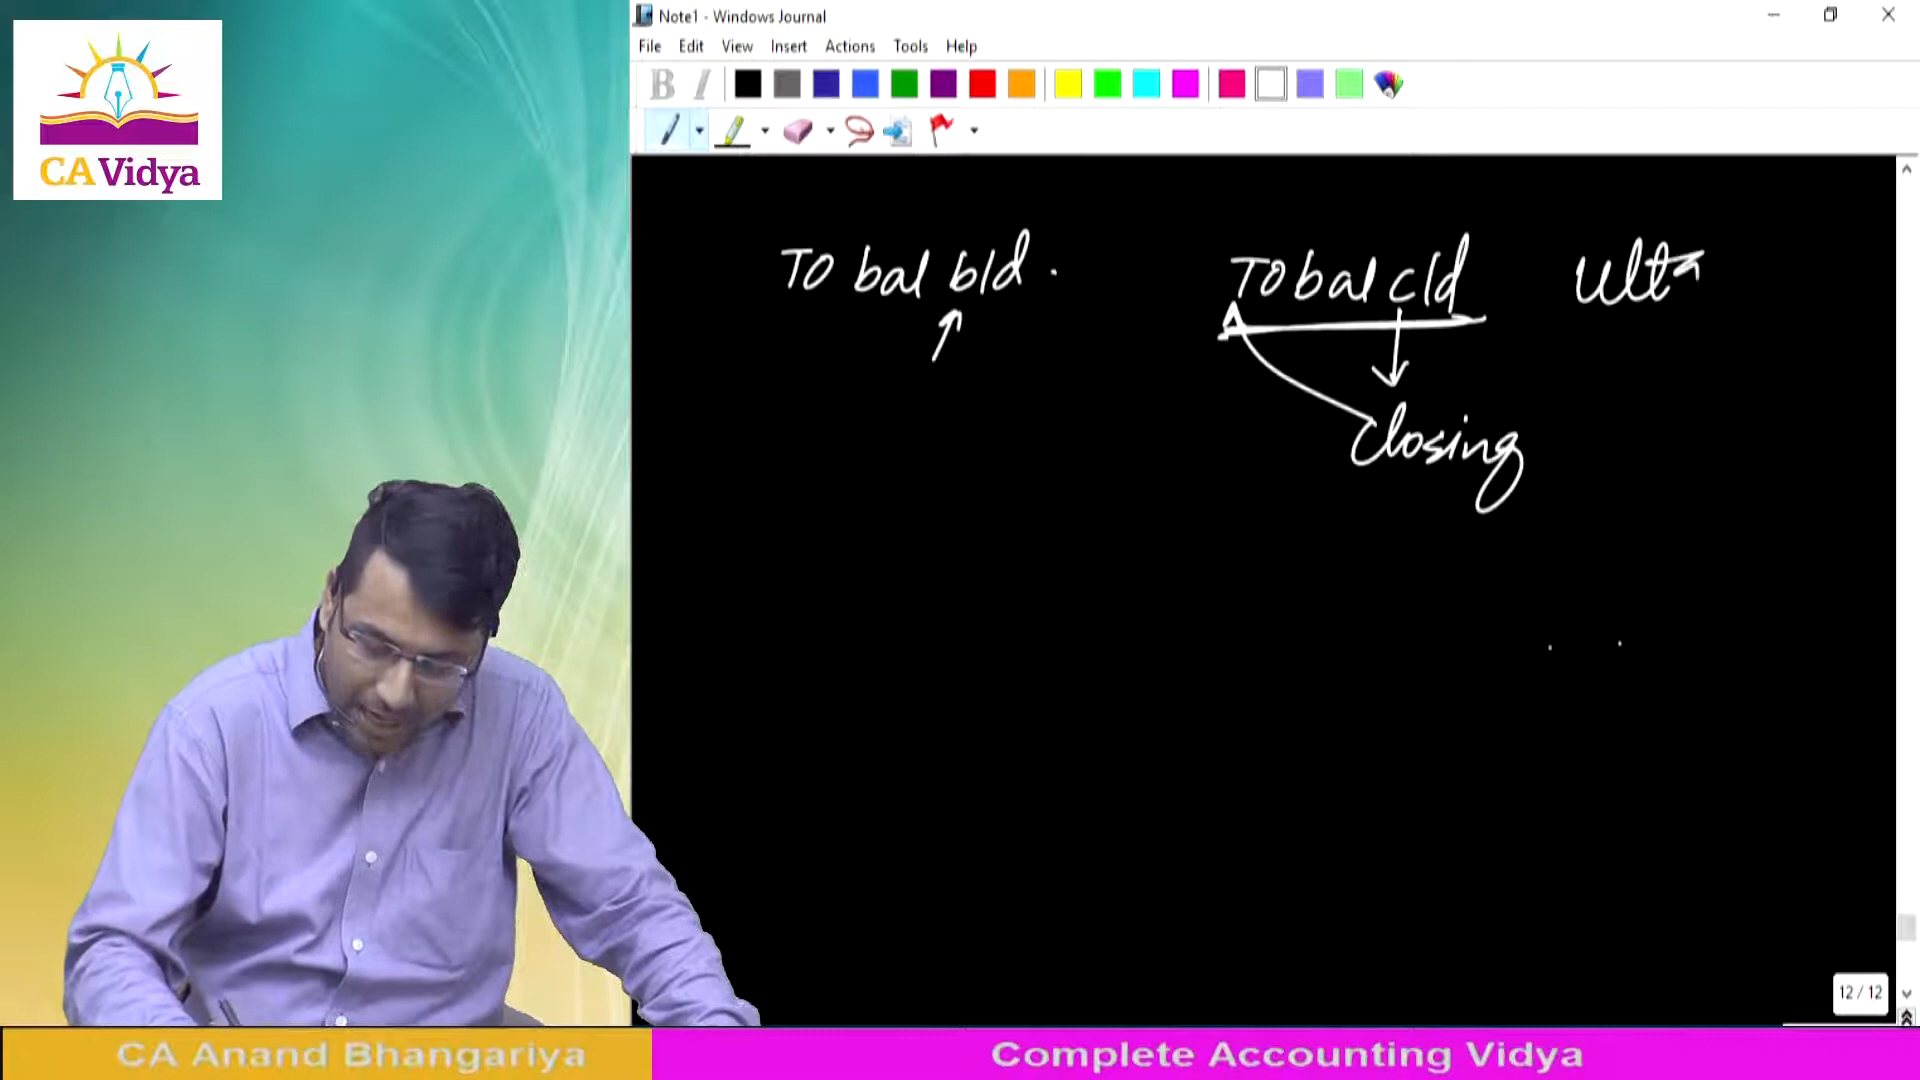 CA Vidya
Note1 - Windows Journal
File Edit View Insert Actions Tools Help
B I
To bal b/d.
To bal c/d
Ulta
Closing
12 / 12
CA Anand Bhangariya
Complete Accounting Vidya